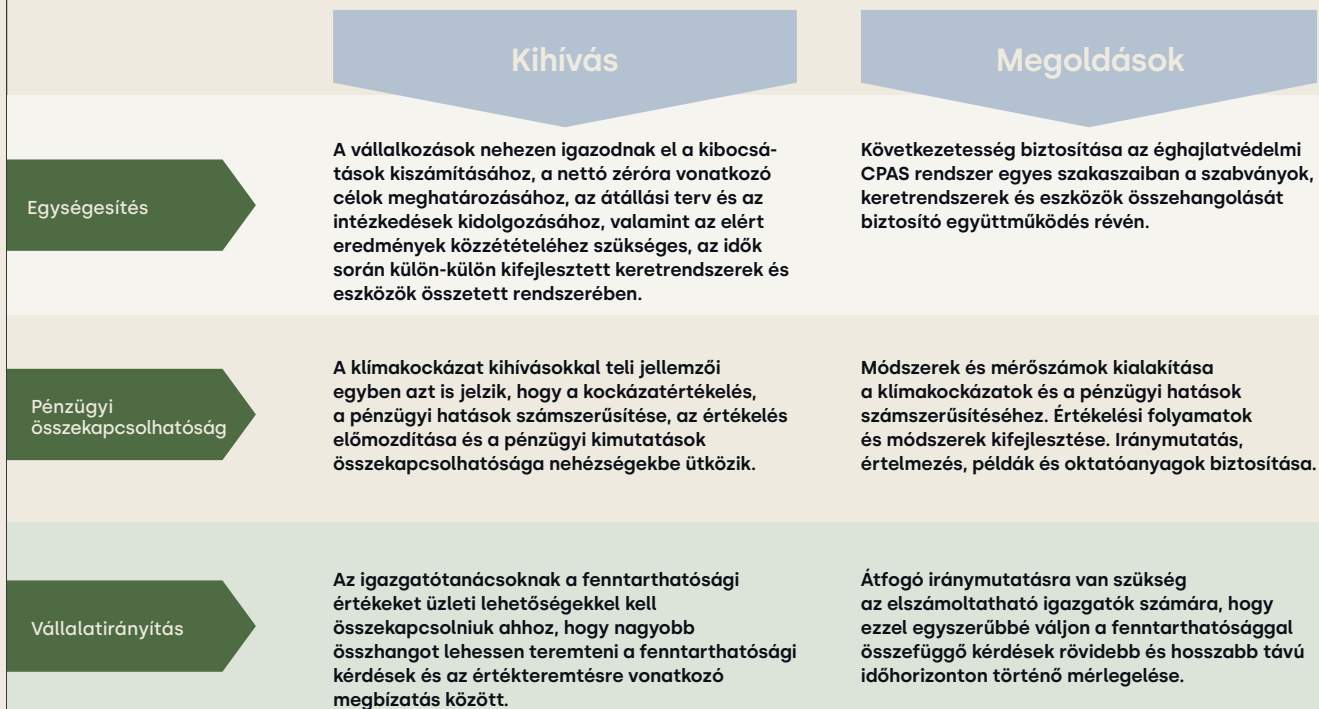 Kihívás
Megoldások
Egységesítés
A vállalkozások nehezen igazodnak el a kibocsá-
tások kiszámításához, a nettó zéróra vonatkozó
célok meghatározásához, az átállási terv és az
intézkedések kidolgozásához, valamint az elért
eredmények közzétételéhez szükséges, az idők
során külön-külön kifejlesztett keretrendszerek és
eszközök összetett rendszerében.
Következetesség biztosítása az éghajlatvédelmi
CPAS rendszer egyes szakaszaiban a szabványok,
keretrendszerek és eszközök összehangolását
biztosító együttműködés révén.
Pénzügyi
összekapcsolhatóság
A klímakockázat kihívásokkal teli jellemzői
egyben azt is jelzik, hogy a kockázatértékelés,
a pénzügyi hatások számszerűsítése, az értékelés
előmozdítása és a pénzügyi kimutatások
összekapcsolhatósága nehézségekbe ütközik.
Módszerek és mérőszámok kialakítása
a klímakockázatok és a pénzügyi hatások
számszerűsítéséhez. Értékelési folyamatok
és módszerek kifejlesztése. Iránymutatás,
értelmezés, példák és oktatóanyagok biztosítása.
Vállalatirányítás
Az igazgatótanácsoknak a fenntarthatósági
értékeket üzleti lehetőségekkel kell
összekapcsolniuk ahhoz, hogy nagyobb
összhangot lehessen teremteni a fenntarthatósági
kérdések és az értékteremtésre vonatkozó
megbízatás között.
Átfogó iránymutatásra van szükség
az elszámoltatható igazgatók számára, hogy
ezzel egyszerűbbé váljon a fenntarthatósággal
összefüggő kérdések rövidebb és hosszabb távú
időhorizonton történő mérlegelése.